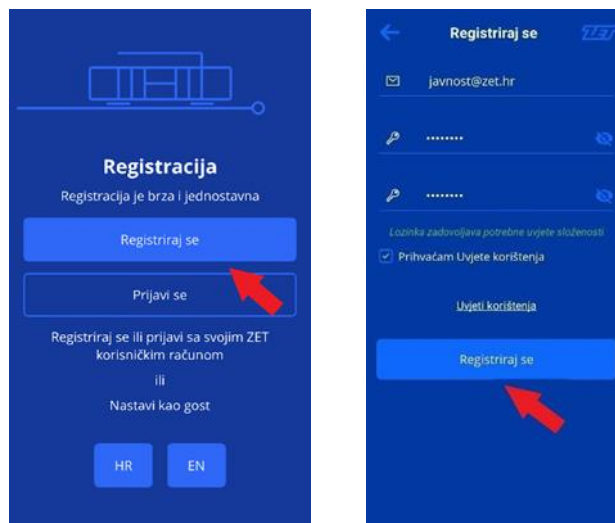 Registracija
Registracija je brza i jednostavna
Registriraj se
Prijavi se
Registriraj se ili prijavi sa svojim ZET
korisničkim računom
ili
Nastavi kao gost
HR EN
Registriraj se ZET
javnost@zet.hr
••••••••
••••••••
Lozinka zadovoljava potrebne uvjete složenosti
Prihvaćam Uvjete korištenja
Uvjeti korištenja
Registriraj se